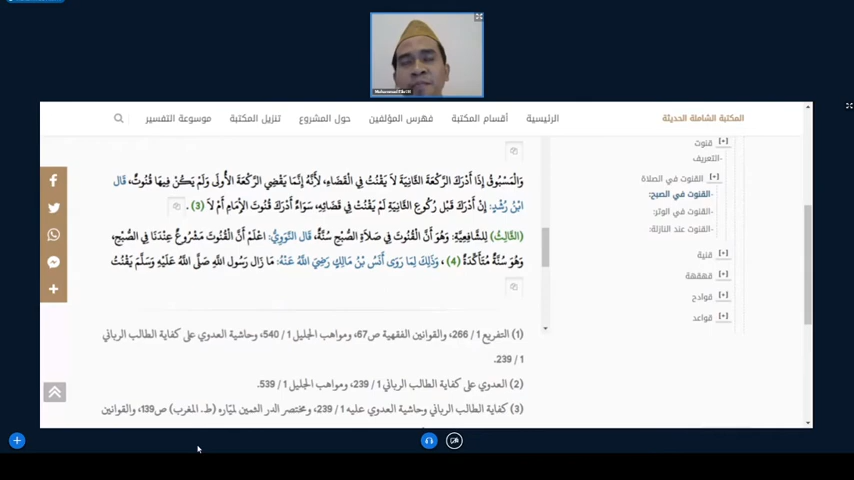 Muhammad Fikri H
المكتبة الشاملة الحديثة
الرئيسية
أقسام المكتبة
فهرس المؤلفين
حول المشروع
تنزيل المكتبة
موسوعة التفسير
[+] قنوت
-التعريف
[+] القنوت في الصلاة
-القنوت في الصبح:
-القنوت في الوتر:
-القنوت عند النازلة:
[+] قنية
[+] قهقهة
[+] قوادح
[+] قواعد
وَالْمَسْبُوقُ إِذَا أَدْرَكَ الرَّكْعَةَ الثَّانِيَةَ لاَ يَقْنُتُ فِي الْقَضَاءِ، لأَنَّهُ إِنَّمَا يَقْضِي الرَّكْعَةَ الأُولَى وَلَمْ يَكُنْ فِيهَا قُنُوتٌ، قَال
ابْنُ رُشْدٍ: إِنْ أَدْرَكَ قَبْل رُكُوعِ الثَّانِيَةِ لَمْ يَقْنُتْ فِي قَضَائِهِ، سَوَاءٌ أَدْرَكَ قُنُوتَ الإِْمَامِ أَمْ لاَ (3) .
(الثَّالِثُ) لِلشَّافِعِيَّةِ: وَهُوَ أَنَّ الْقُنُوتَ فِي صَلاَةِ الصُّبْحِ سُنَّةٌ، قَال النَّوَوِيُّ: اعْلَمْ أَنَّ الْقُنُوتَ مَشْرُوعٌ عِنْدَنَا فِي الصُّبْحِ،
وَهُوَ سُنَّةٌ مُتَأَكِّدَةٌ (4) ، وَذَلِكَ لِمَا رَوَى أَنَسُ بْنُ مَالِكٍ رَضِيَ اللَّهُ عَنْهُ: مَا زَال رَسُول اللَّهِ صَلَّى اللَّهُ عَلَيْهِ وَسَلَّمَ يَقْنُتُ
(1) التفريع 1 / 266، والقوانين الفقهية ص67، ومواهب الجليل 1 / 540، وحاشية العدوي على كفاية الطالب الرباني
1 / 239.
(2) العدوي على كفاية الطالب الرباني 1 / 239، ومواهب الجليل 1 / 539.
(3) كفاية الطالب الرباني وحاشية العدوي عليه 1 / 239، ومختصر الدر الثمين لميّاره (ط. المغرب) ص139، والقوانين